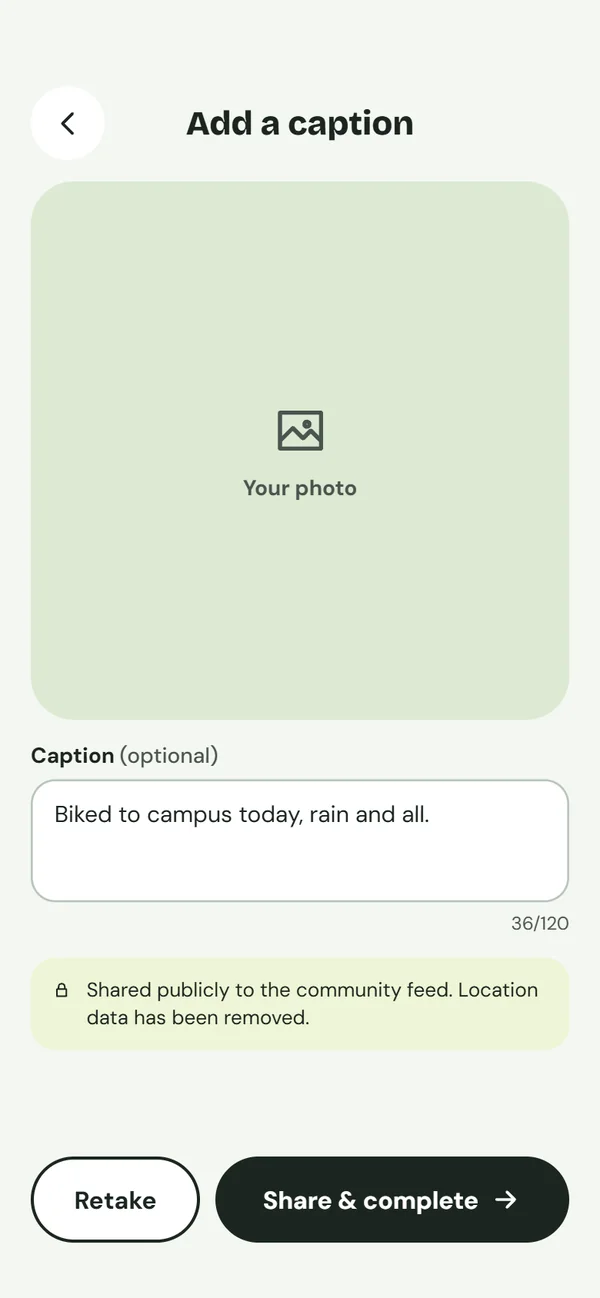 Add a caption
Your photo
Caption (optional)
Biked to campus today, rain and all.
36/120
Shared publicly to the community feed. Location
data has been removed.
Retake
Share & complete →